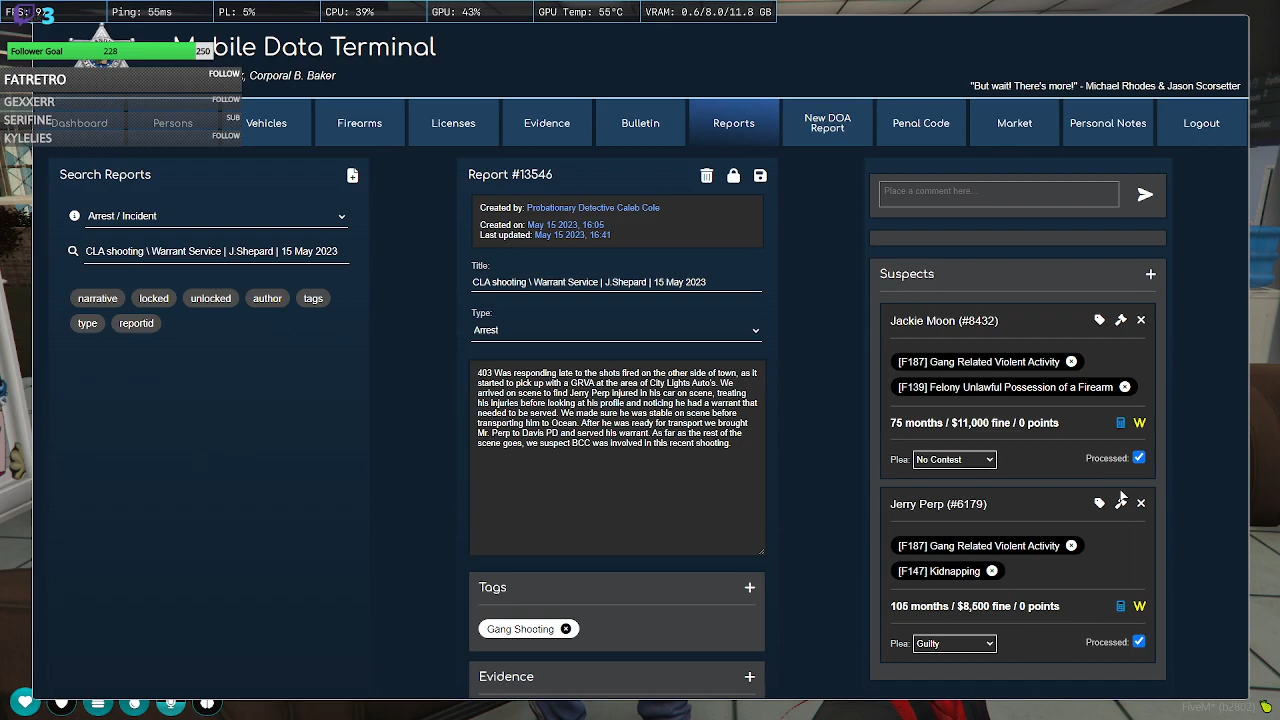 3
Ping: 55ms
PL: 5%
CPU: 39%
GPU: 43%
GPU Temp: 55°C
VRAM: 0.6/8.0/11.3 GB
Follower Goal
228
250
Mobile Data Terminal
FATRETRO
FOLLOW
Corporal B. Baker
"But wait! There's more!" - Michael Rhodes & Jason Scorsetter
GEXXERR
FOLLOW
SERIFINE
SUB
KYLELIES
FOLLOW
Dashboard
Persons
Vehicles
Firearms
Licenses
Evidence
Bulletin
Reports
New DOA
Report
Penal Code
Market
Personal Notes
Logout
Search Reports
Arrest / Incident
CLA shooting \ Warrant Service | J.Shepard | 15 May 2023
narrative
locked
unlocked
author
tags
type
reportid
Report #13546
Created by: Probationary Detective Caleb Cole
Created on: May 15 2023, 16:05
Last updated: May 15 2023, 16:41
Title:
CLA shooting \ Warrant Service | J.Shepard | 15 May 2023
Type:
Arrest
403 Was responding late to the shots fired on the other side of town, as it
started to pick up with a GRVA at the area of City Lights Auto's. We
arrived on scene to find Jerry Perp injured in his car on scene, treating
his injuries before looking at his profile and noticing he had a warrant that
needed to be served. We made sure he was stable on scene before
transporting him to Ocean. After he was ready for transport we brought
Mr. Perp to Davis PD and served his warrant. As far as the rest of the
scene goes, we suspect BCC was involved in this recent shooting.
Tags
Gang Shooting
Evidence
Place a comment here...
Suspects
Jackie Moon (#8432)
[F187] Gang Related Violent Activity
[F139] Felony Unlawful Possession of a Firearm
75 months / $11,000 fine / 0 points
W
Plea: No Contest
Processed:
Jerry Perp (#6179)
[F187] Gang Related Violent Activity
[F147] Kidnapping
105 months / $8,500 fine / 0 points
W
Plea: Guilty
Processed:
FiveM* (b2802)